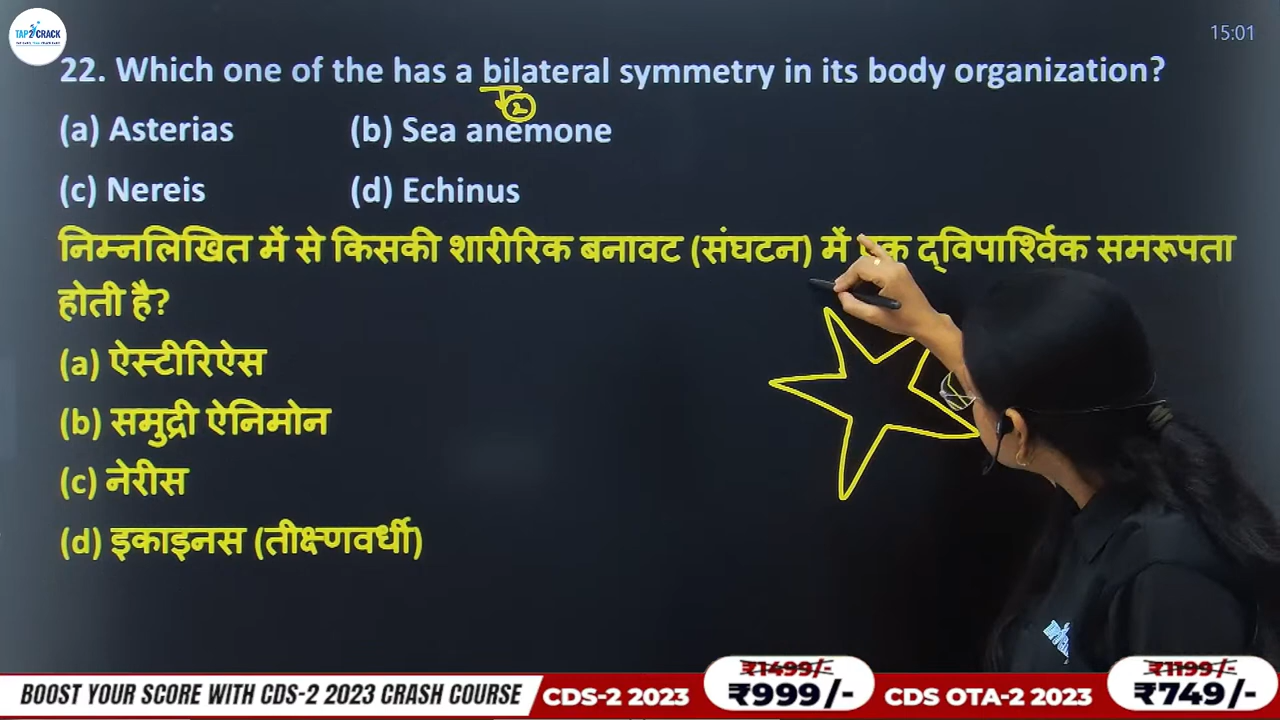 TAP2CRACK
15:01
22. Which one of the has a bilateral symmetry in its body organization?
2
(a) Asterias (b) Sea anemone
(c) Nereis (d) Echinus
निम्नलिखित में से किसकी शारीरिक बनावट (संघटन) में द्विपार्श्विक समरूपता
होती है?
(a) ऐस्टीरिऐस
(b) समुद्री ऐनिमोन
(c) नेरीस
(d) इकाइनस (तीक्ष्णवर्धी)
BOOST YOUR SCORE WITH CDS-2 2023 CRASH COURSE CDS-2 2023 ₹1499/- ₹999/- CDS OTA-2 2023 ₹1199/- ₹749/-